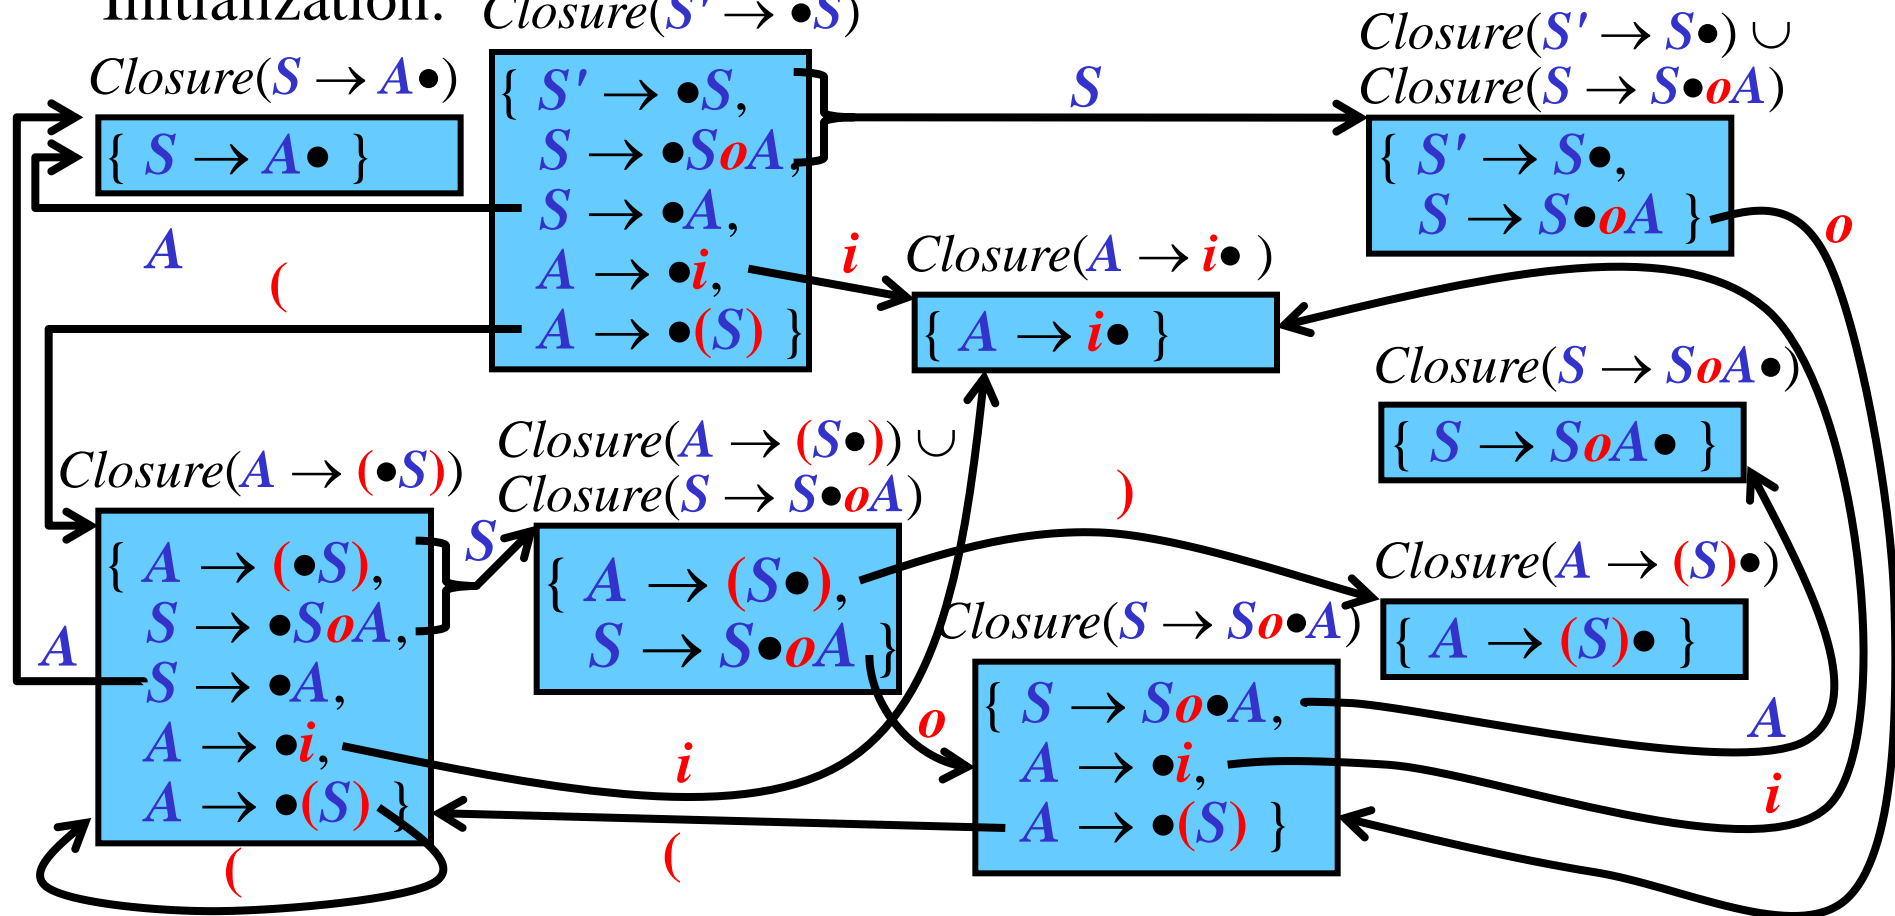 Initialization:
Closure(S' → •S)
{ S' → •S,
S → •SoA,
S → •A,
A → •i,
A → •(S) }
Closure(S → A•)
{ S → A• }
S
Closure(S' → S•) ∪
Closure(S → S•oA)
{ S' → S•,
S → S•oA }
o
A
(
i
Closure(A → i• )
{ A → i• }
Closure(S → SoA•)
{ S → SoA• }
Closure(A → (•S))
{ A → (•S),
S → •SoA,
S → •A,
A → •i,
A → •(S) }
S
A
Closure(A → (S•)) ∪
Closure(S → S•oA)
{ A → (S•),
S → S•oA }
)
Closure(A → (S)•)
{ A → (S)• }
Closure(S → So•A)
{ S → So•A,
A → •i,
A → •(S) }
o
A
i
i
(
(